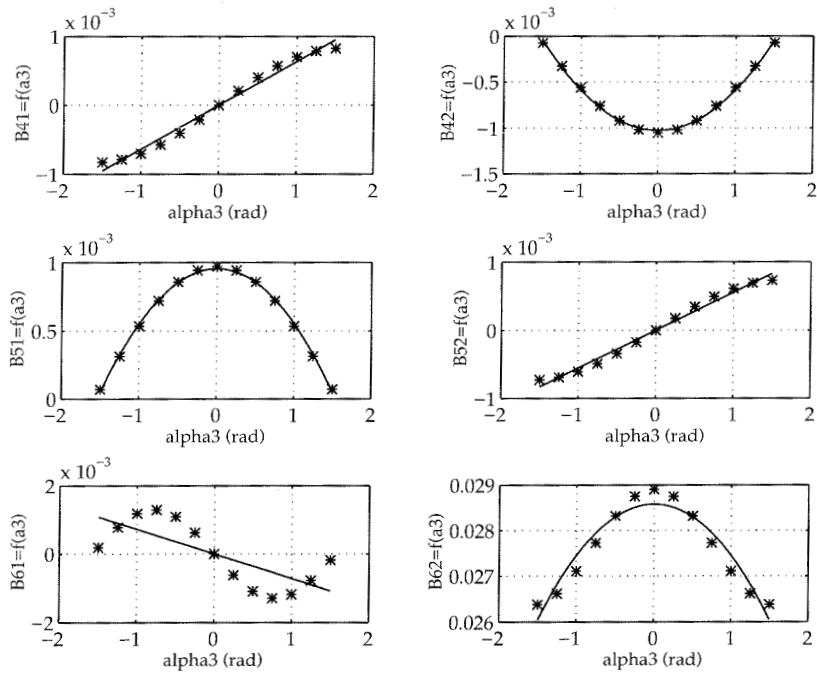 x 10⁻³
1
0
−1
B41=f(a3)
−2 −1 0 1 2
alpha3 (rad)
x 10⁻³
0
−0.5
−1
−1.5
B42=f(a3)
−2 −1 0 1 2
alpha3 (rad)
x 10⁻³
1
0.5
0
B51=f(a3)
−2 −1 0 1 2
alpha3 (rad)
x 10⁻³
1
0
−1
B52=f(a3)
−2 −1 0 1 2
alpha3 (rad)
x 10⁻³
2
0
−2
B61=f(a3)
−2 −1 0 1 2
alpha3 (rad)
0.029
0.028
0.027
0.026
B62=f(a3)
−2 −1 0 1 2
alpha3 (rad)